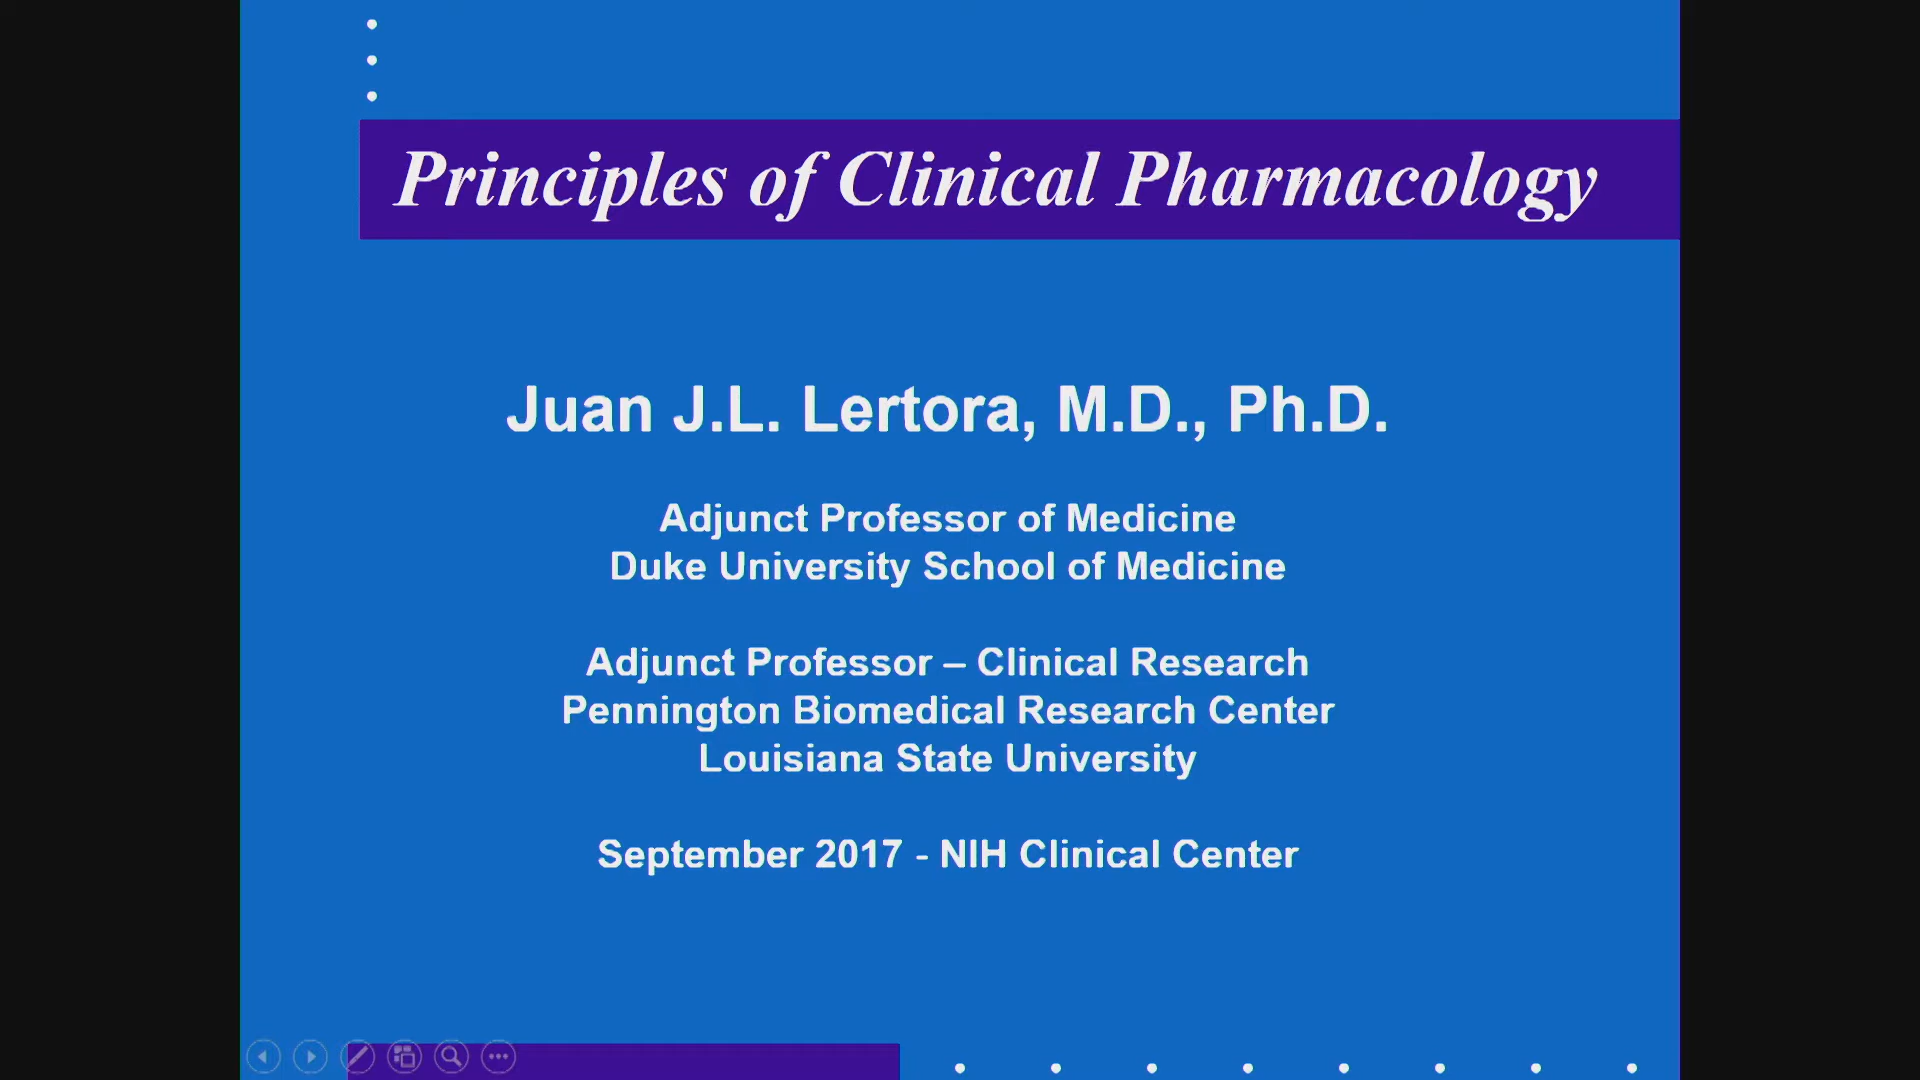 Principles of Clinical Pharmacology
Juan J.L. Lertora, M.D., Ph.D.
Adjunct Professor of Medicine
Duke University School of Medicine
Adjunct Professor – Clinical Research
Pennington Biomedical Research Center
Louisiana State University
September 2017 - NIH Clinical Center